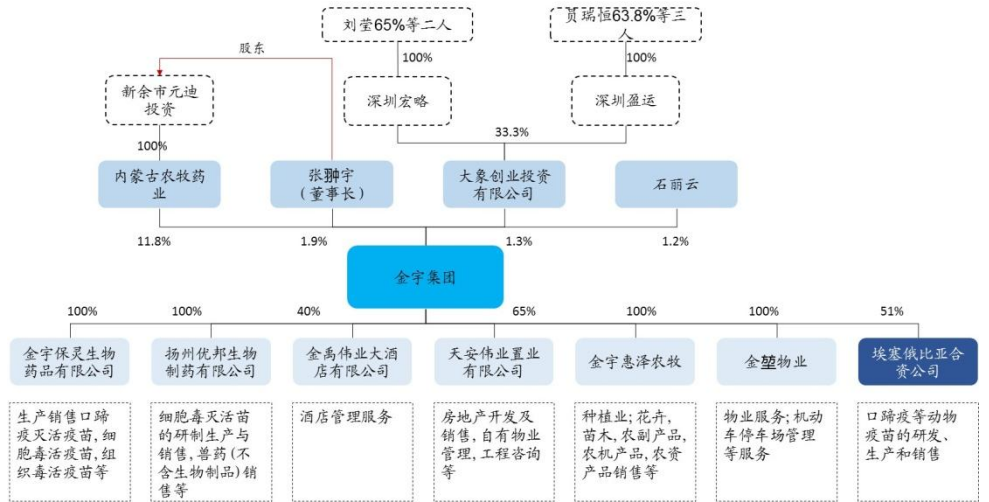 刘莹65%等二人
员瑞恒63.8%等三
人
股东
100%
100%
新余市元迪
投资
深圳宏略
深圳盈运
100%
33.3%
内蒙古农牧药
业
张翀宇
(董事长)
大象创业投资
有限公司
石丽云
11.8%
1.9%
1.3%
1.2%
金宇集团
100%
100%
40%
65%
100%
100%
51%
金宇保灵生物
药品有限公司
扬州优邦生物
制药有限公司
金禹伟业大酒
店有限公司
天安伟业置业
有限公司
金宇惠泽农牧
金堃物业
埃塞俄比亚合
资公司
生产销售口蹄
疫灭活疫苗,细
胞毒活疫苗,组
织毒活疫苗等
细胞毒灭活苗
的研制生产与
销售,兽药(不
含生物制品)销
售等
酒店管理服务
房地产开发及
销售,自有物业
管理,工程咨询
等
种植业;花卉,
苗木,农副产品,
农机产品,农资
产品销售等
物业服务;机动
车停车场管理
等服务
口蹄疫等动物
疫苗的研发、
生产和销售